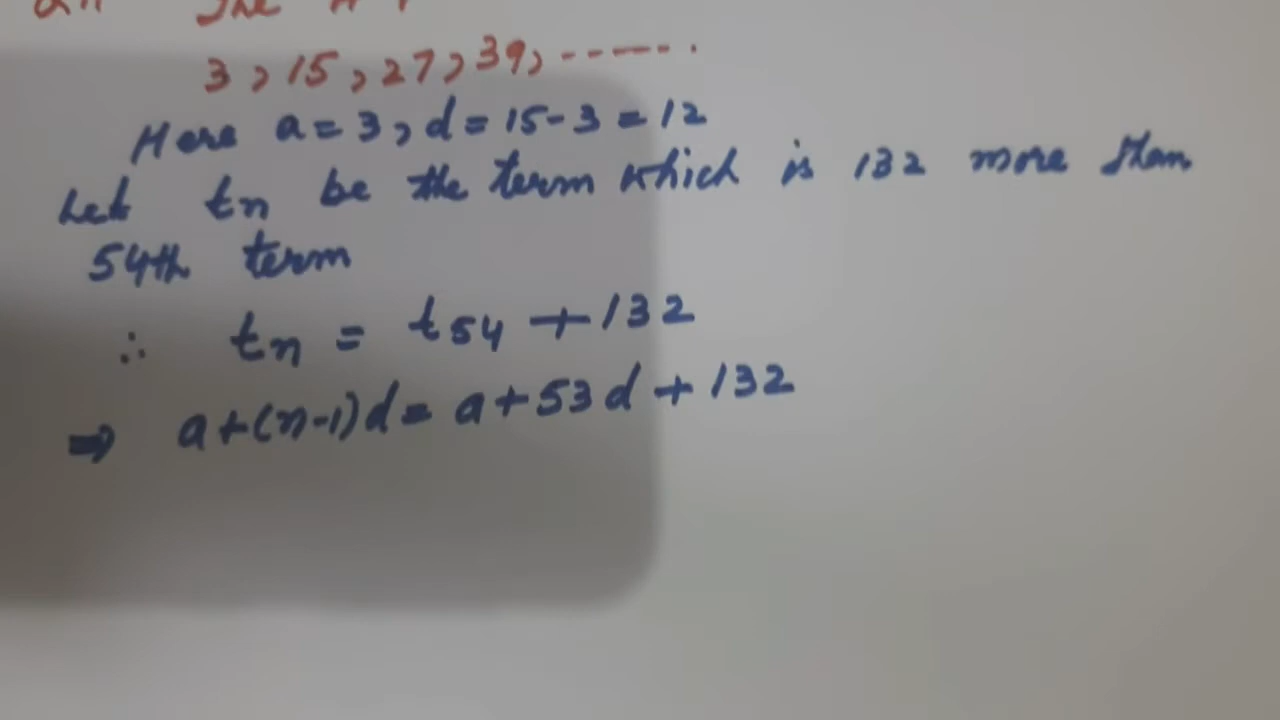 The A P
3, 15, 27, 39, -------.
Here a = 3, d = 15 - 3 = 12
Let tn be the term which is 132 more than
54th term
∴ tn = t54 + 132
⇒ a + (n-1)d = a + 53d + 132